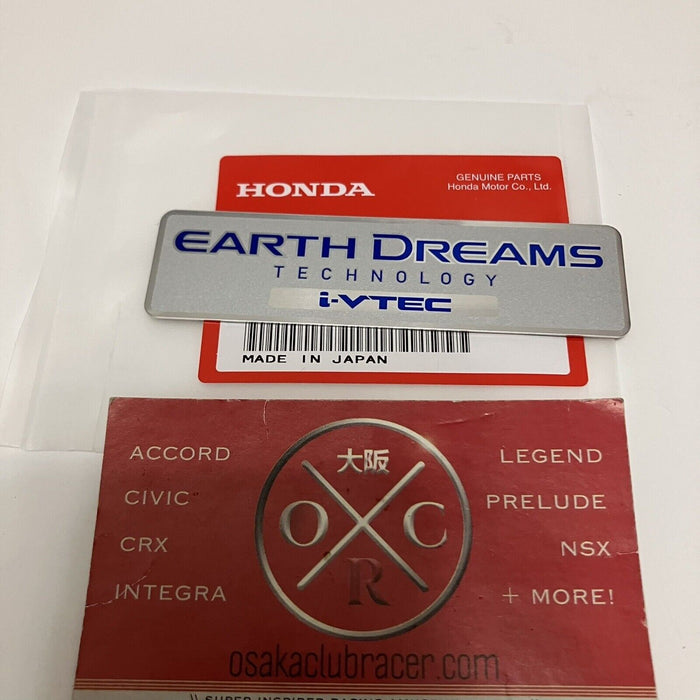 HONDA
GENUINE PARTS
Honda Motor Co., Ltd.
EARTH DREAMS
TECHNOLOGY
i-VTEC
MADE IN JAPAN
ACCORD
CIVIC
CRX
INTEGRA
大阪
O C
R
LEGEND
PRELUDE
NSX
+ MORE!
osakaclubracer.com